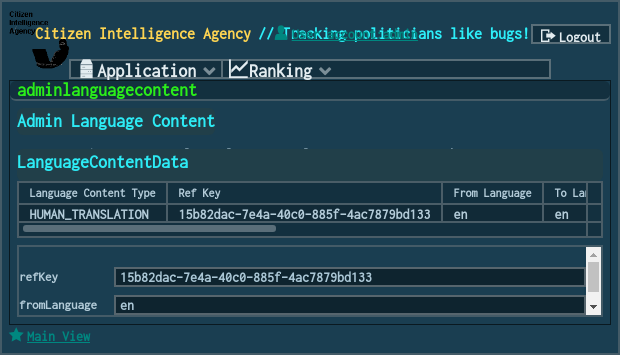 Citizen
Intelligence
Agency
Citizen Intelligence Agency // Tracking politicians like bugs!
Logout
Application
Ranking
adminlanguagecontent
Admin Language Content
LanguageContentData
Language Content Type Ref Key From Language To Lan
HUMAN_TRANSLATION 15b82dac-7e4a-40c0-885f-4ac7879bd133 en en
refKey 15b82dac-7e4a-40c0-885f-4ac7879bd133
fromLanguage en
Main View